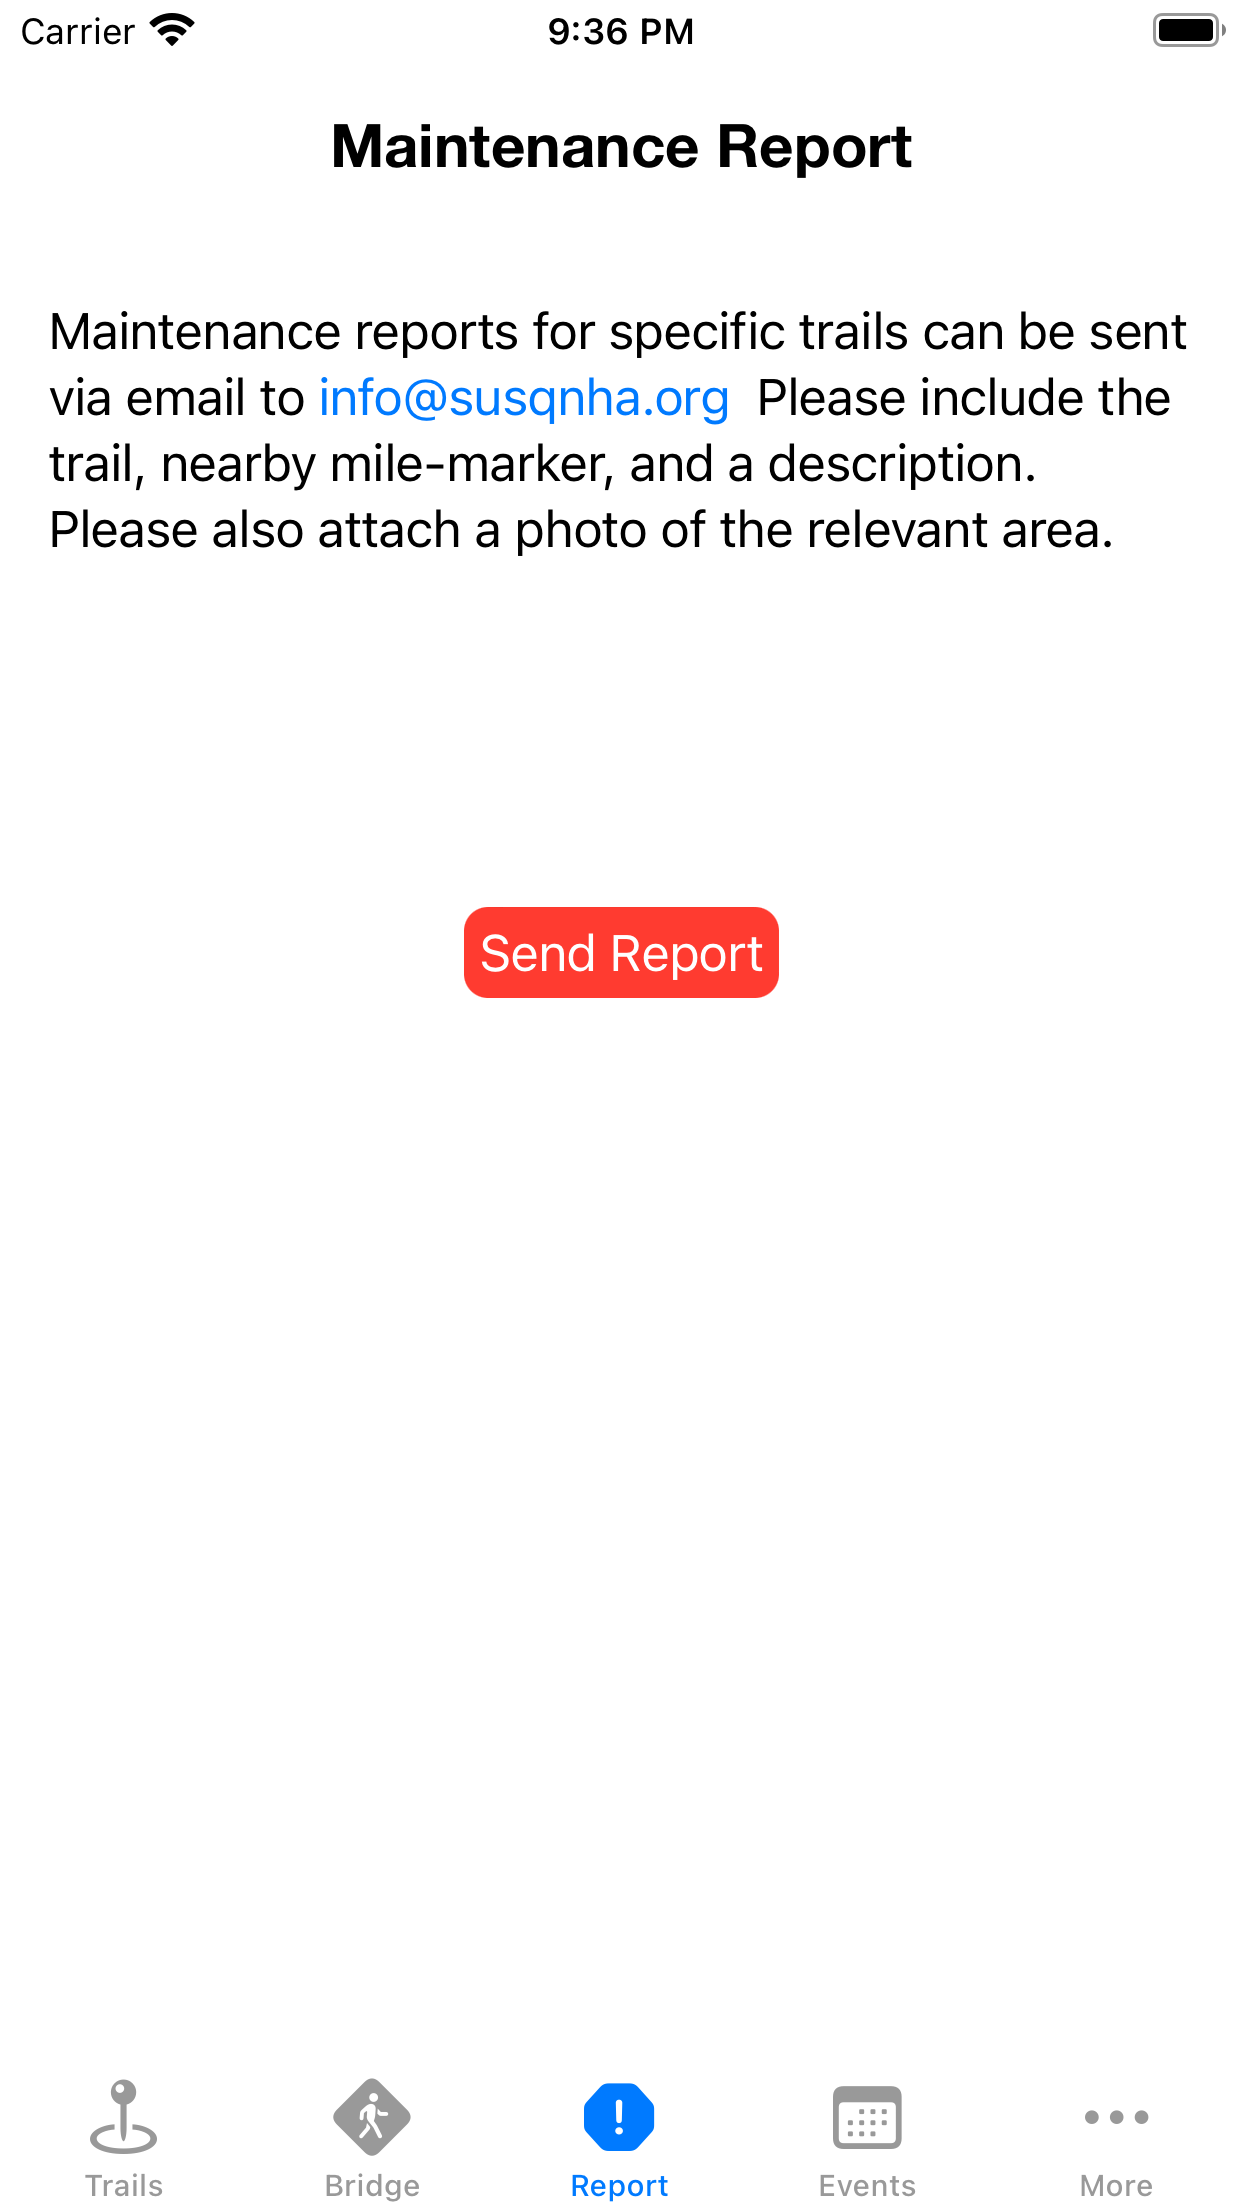 Carrier 9:36 PM
Maintenance Report
Maintenance reports for specific trails can be sent
via email to info@susqnha.org  Please include the
trail, nearby mile-marker, and a description.
Please also attach a photo of the relevant area.
Send Report
Trails Bridge Report Events More